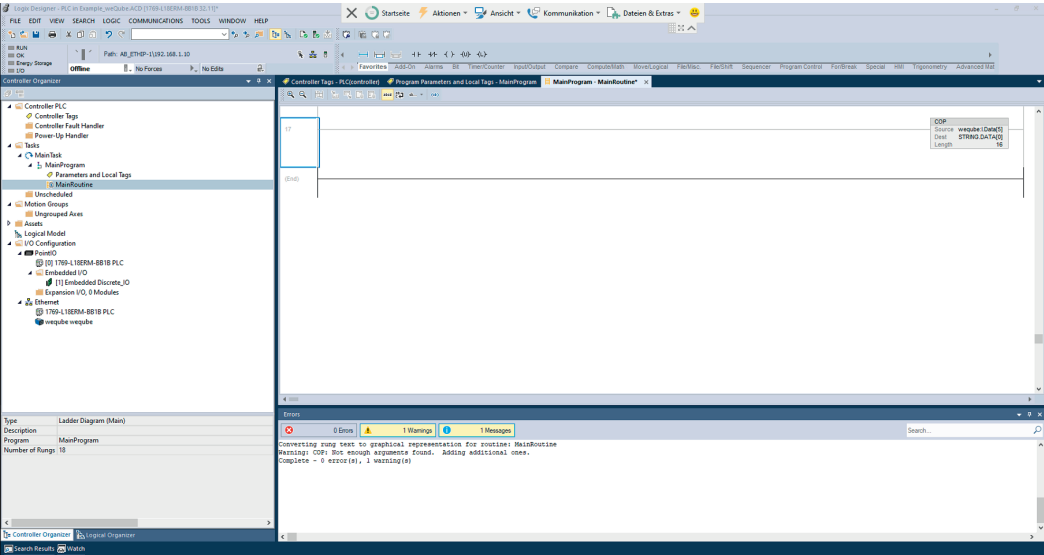 Logix Designer - PLC in Example_weQube.ACD [1769-L18ERM-BB1B 32.11]*
Startseite Aktionen Ansicht Kommunikation Dateien & Extras
FILE EDIT VIEW SEARCH LOGIC COMMUNICATIONS TOOLS WINDOW HELP
RUN
OK
Energy Storage
I/O
Path: AB_ETHIP-1\192.168.1.10
Offline No Forces No Edits
Favorites Add-On Alarms Bit Timer/Counter Input/Output Compare Compute/Math Move/Logical File/Misc. File/Shift Sequencer Program Control For/Break Special HMI Trigonometry Advanced Mat
Controller Organizer
Controller Tags - PLC(controller) Program Parameters and Local Tags - MainProgram MainProgram - MainRoutine* X
Controller PLC
Controller Tags
Controller Fault Handler
Power-Up Handler
Tasks
MainTask
MainProgram
Parameters and Local Tags
MainRoutine
Unscheduled
Motion Groups
Ungrouped Axes
Assets
Logical Model
I/O Configuration
PointIO
[0] 1769-L18ERM-BB1B PLC
Embedded I/O
[1] Embedded Discrete_IO
Expansion I/O, 0 Modules
Ethernet
1769-L18ERM-BB1B PLC
weqube weqube
17
COP
Source weqube:I.Data[5]
Dest STRING.DATA[0]
Length 16
(End)
Type Ladder Diagram (Main)
Description
Program MainProgram
Number of Rungs 18
Controller Organizer Logical Organizer
Errors
0 Errors 1 Warnings 1 Messages Search...
Converting rung text to graphical representation for routine: MainRoutine
Warning: COP: Not enough arguments found. Adding additional ones.
Complete - 0 error(s), 1 warning(s)
Search Results Watch